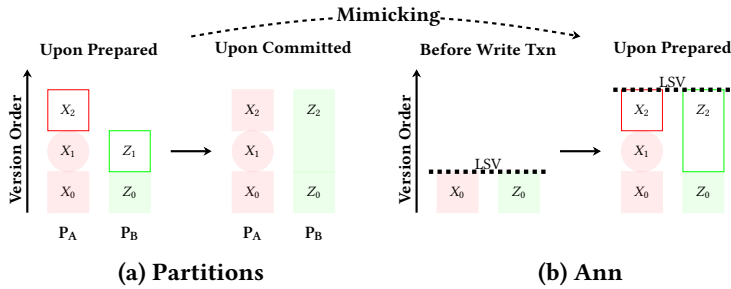 Mimicking
Upon Prepared
Upon Committed
Before Write Txn
Upon Prepared
Version Order
X2
X1
Z1
X0
Z0
PA
PB
X2
Z2
X1
X0
Z0
PA
PB
(a) Partitions
Version Order
LSV
X0
Z0
LSV
X2
Z2
X1
X0
Z0
(b) Ann